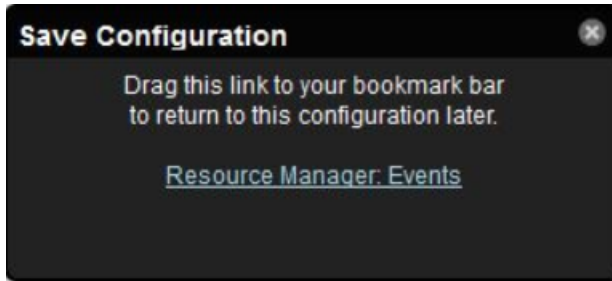 Save Configuration
Drag this link to your bookmark bar
to return to this configuration later.
Resource Manager: Events